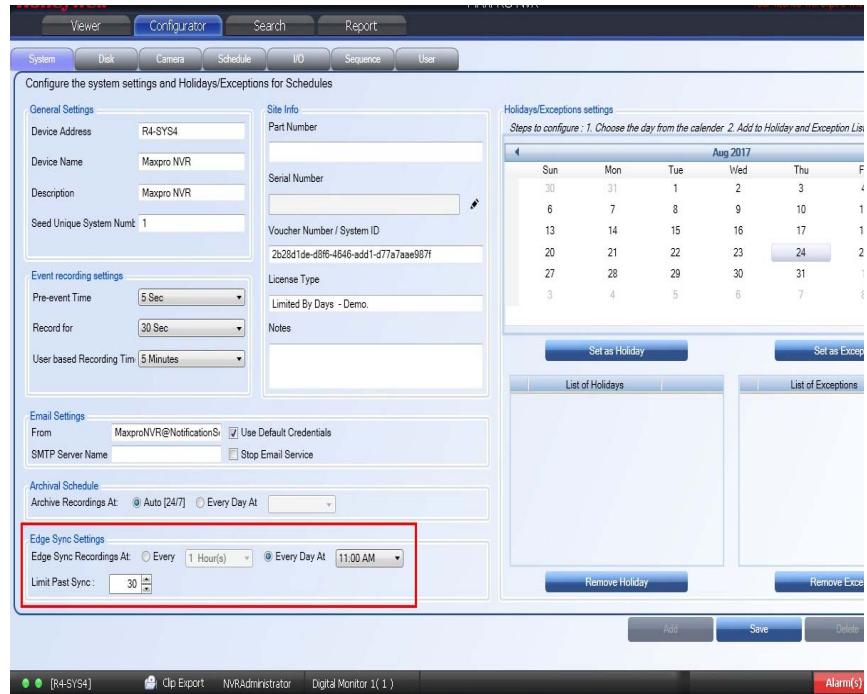 Viewer Configurator Search Report
System Disk Camera Schedule I/O Sequence User
Configure the system settings and Holidays/Exceptions for Schedules
General Settings
Device Address R4-SYS4
Device Name Maxpro NVR
Description Maxpro NVR
Seed Unique System Numb 1
Event recording settings
Pre-event Time 5 Sec
Record for 30 Sec
User based Recording Tim 5 Minutes
Site Info
Part Number
Serial Number
Voucher Number / System ID
2b28d1de-d8f6-4646-add1-d77a7aae987f
License Type
Limited By Days - Demo.
Notes
Email Settings
From MaxproNVR@NotificationS Use Default Credentials
SMTP Server Name Stop Email Service
Archival Schedule
Archive Recordings At: Auto [24/7] Every Day At
Edge Sync Settings
Edge Sync Recordings At: Every 1 Hour(s) Every Day At 11:00 AM
Limit Past Sync : 30
Holidays/Exceptions settings
Steps to configure : 1. Choose the day from the calender 2. Add to Holiday and Exception List
Aug 2017
Sun Mon Tue Wed Thu F
30 31 1 2 3
6 7 8 9 10 1
13 14 15 16 17 1
20 21 22 23 24 2
27 28 29 30 31
3 4 5 6 7
Set as Holiday Set as Excep
List of Holidays List of Exceptions
Remove Holiday Remove Exce
Add Save Delete
[R4-SYS4] Clip Export NVRAdministrator Digital Monitor 1( 1 ) Alarm(s)